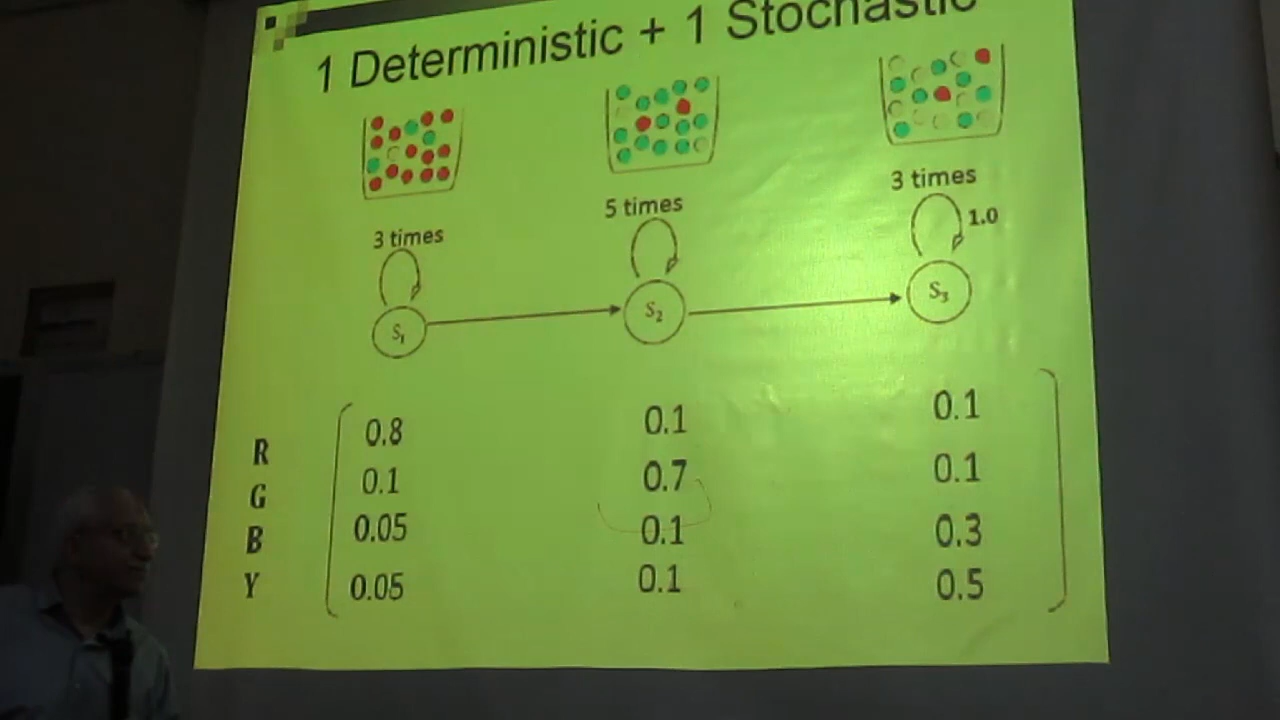 1 Deterministic + 1 Stochastic
3 times
5 times
3 times
1.0
S₁
S₂
S₃
R 0.8 0.1 0.1
G 0.1 0.7 0.1
B 0.05 0.1 0.3
Y 0.05 0.1 0.5